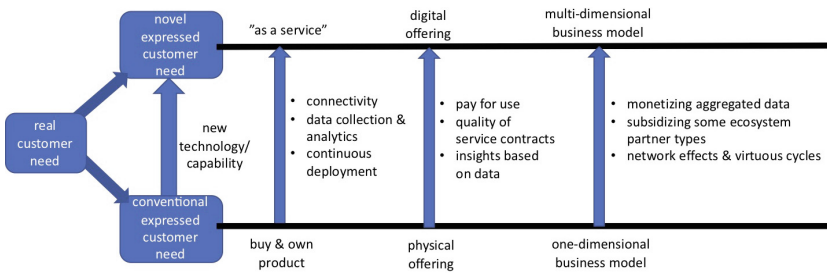 novel
expressed
customer
need
"as a service"
digital
offering
multi-dimensional
business model
real
customer
need
new
technology/
capability
• connectivity
• data collection &
analytics
• continuous
deployment
• pay for use
• quality of
service contracts
• insights based
on data
• monetizing aggregated data
• subsidizing some ecosystem
partner types
• network effects & virtuous cycles
conventional
expressed
customer
need
buy & own
product
physical
offering
one-dimensional
business model